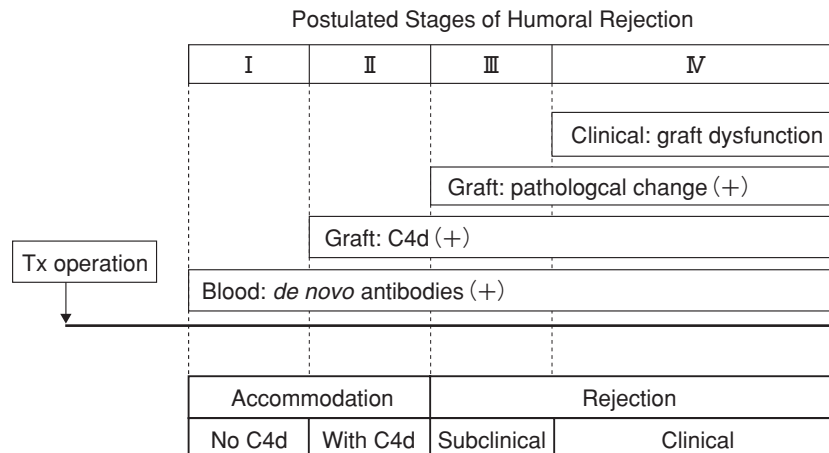 Postulated Stages of Humoral Rejection
Ⅰ Ⅱ Ⅲ Ⅳ
Clinical: graft dysfunction
Graft: pathologcal change (+)
Graft: C4d (+)
Tx operation
Blood: de novo antibodies (+)
Accommodation Rejection
No C4d With C4d Subclinical Clinical